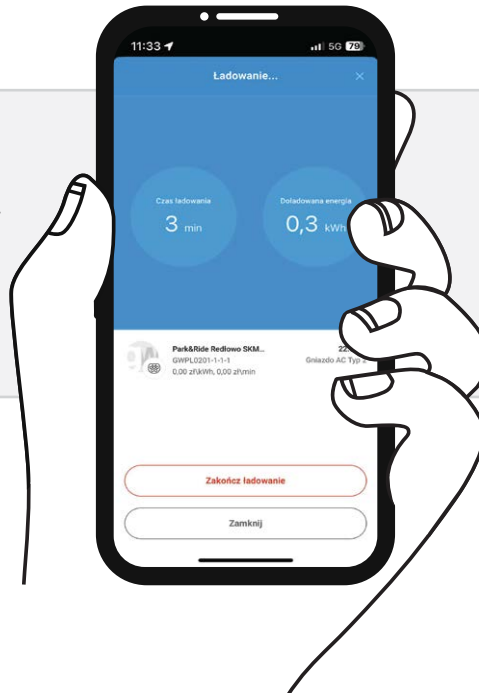 11:33
5G 79
Ładowanie...
Czas ładowania
3 min
Doładowana energia
0,3 kWh
Park&Ride Redłowo SKM...
22
GWPL0201-1-1-1
Gniazdo AC Typ 2
0,00 zł\kWh, 0,00 zł\min
Zakończ ładowanie
Zamknij